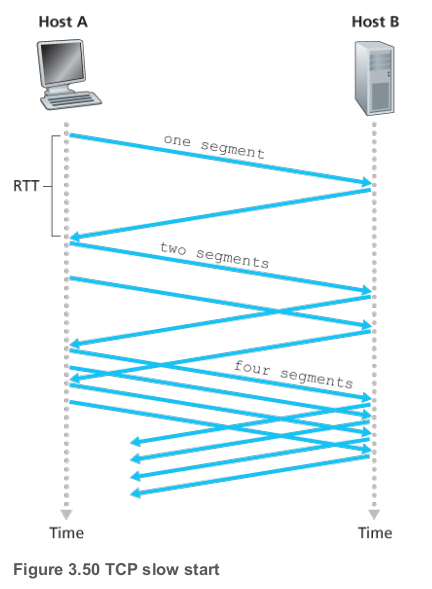 Host A
Host B
one segment
RTT
two segments
four segments
Time
Time
Figure 3.50 TCP slow start